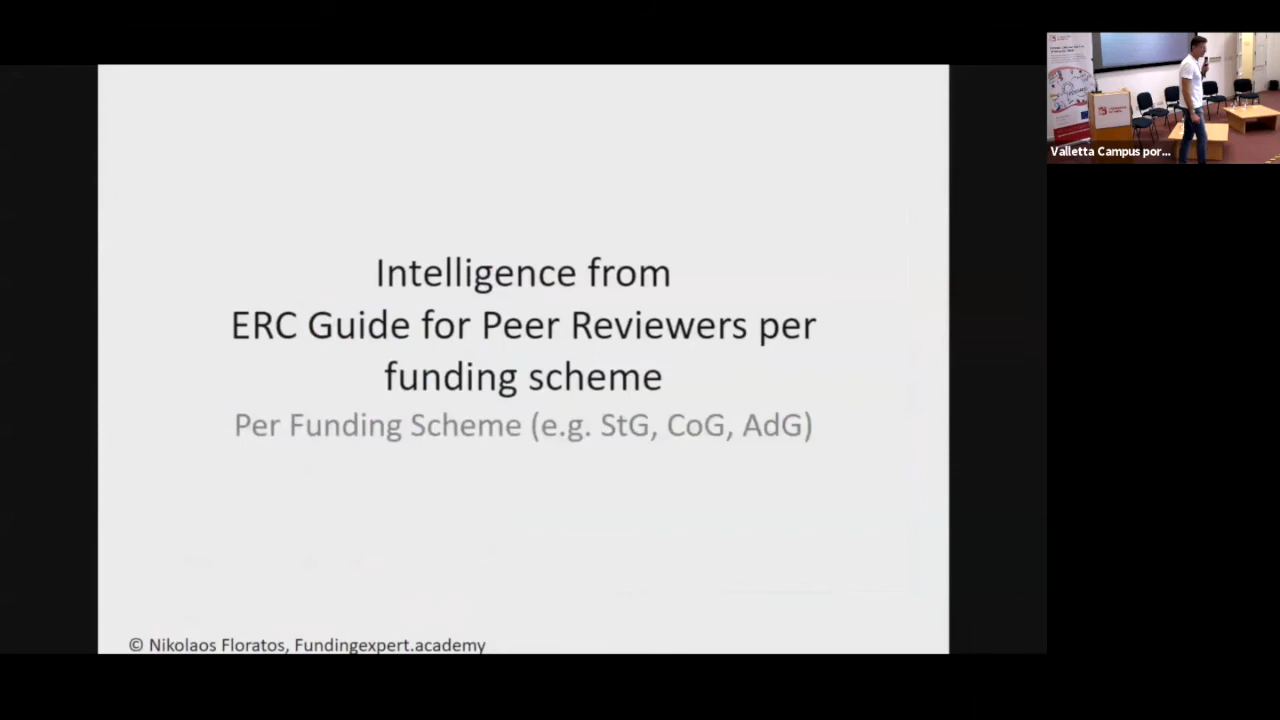 Intelligence from
ERC Guide for Peer Reviewers per
funding scheme
Per Funding Scheme (e.g. StG, CoG, AdG)
© Nikolaos Floratos, Fundingexpert.academy
Valletta Campus por...